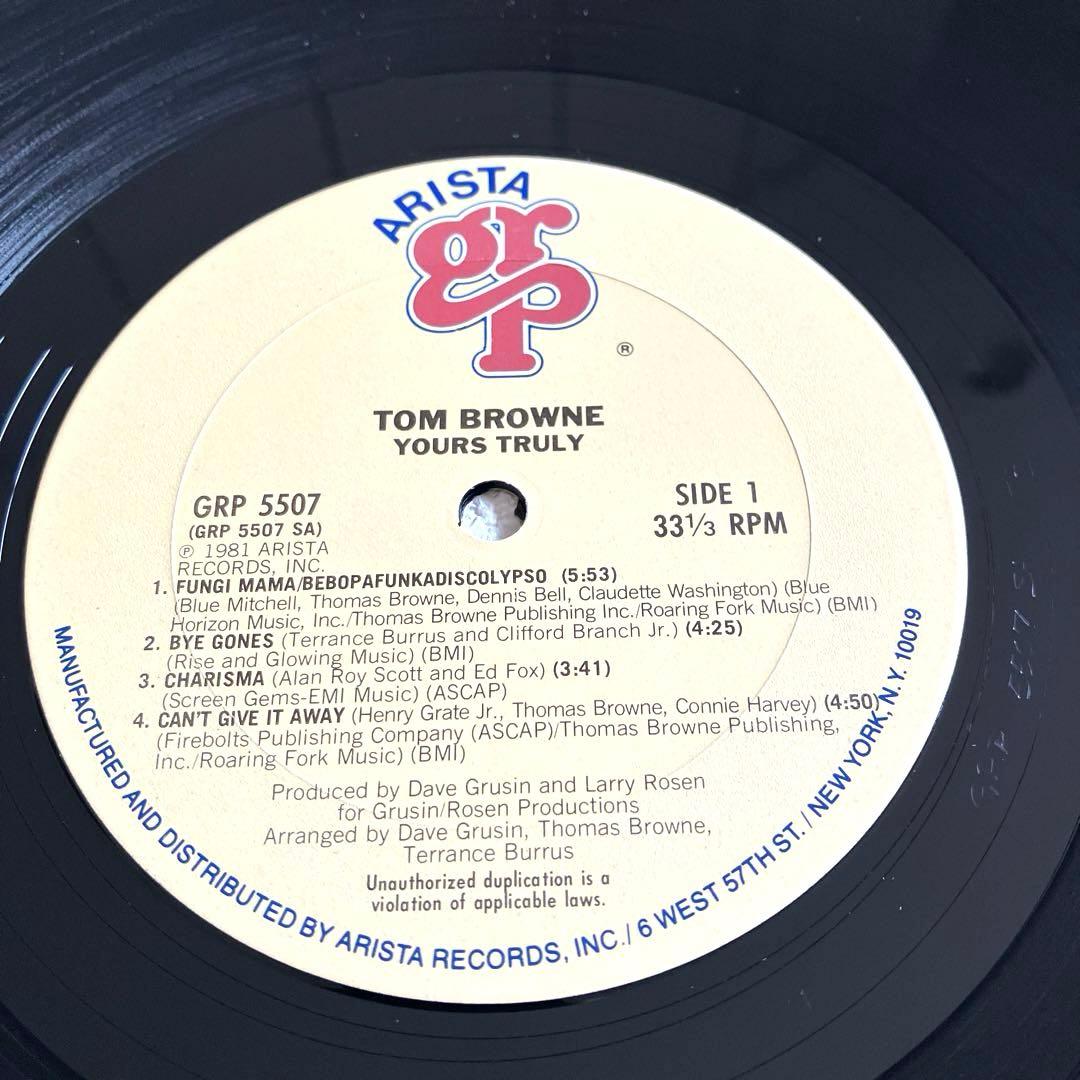 ARISTA
grp
®
TOM BROWNE
YOURS TRULY
GRP 5507
(GRP 5507 SA)
℗ 1981 ARISTA
RECORDS, INC.
SIDE 1
33⅓ RPM
1. FUNGI MAMA/BEBOPAFUNKADISCOLYPSO (5:53)
(Blue Mitchell, Thomas Browne, Dennis Bell, Claudette Washington) (Blue
Horizon Music, Inc./Thomas Browne Publishing Inc./Roaring Fork Music) (BMI)
2. BYE GONES (Terrance Burrus and Clifford Branch Jr.) (4:25)
(Rise and Glowing Music) (BMI)
3. CHARISMA (Alan Roy Scott and Ed Fox) (3:41)
(Screen Gems-EMI Music) (ASCAP)
4. CAN'T GIVE IT AWAY (Henry Grate Jr., Thomas Browne, Connie Harvey) (4:50)
(Firebolts Publishing Company (ASCAP)/Thomas Browne Publishing,
Inc./Roaring Fork Music) (BMI)
Produced by Dave Grusin and Larry Rosen
for Grusin/Rosen Productions
Arranged by Dave Grusin, Thomas Browne,
Terrance Burrus
Unauthorized duplication is a
violation of applicable laws.
MANUFACTURED AND DISTRIBUTED BY ARISTA RECORDS, INC./ 6 WEST 57TH ST./ NEW YORK, N.Y. 10019